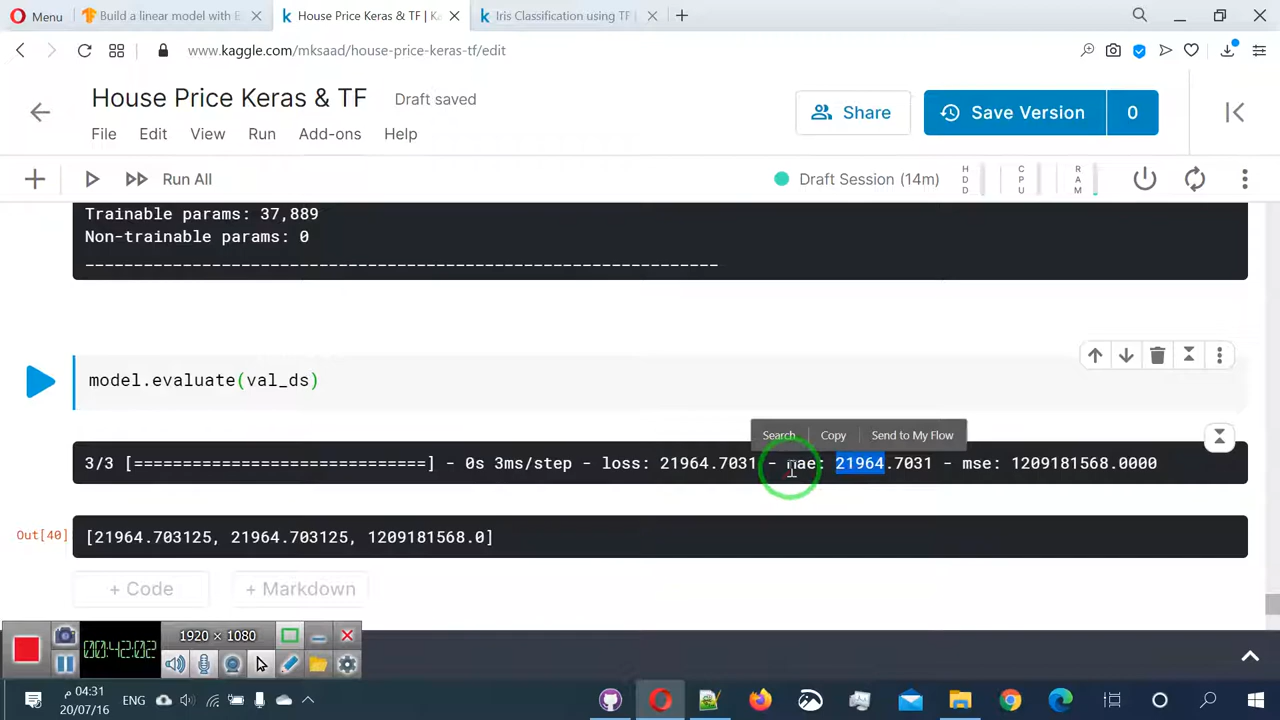 Menu
Build a linear model with E
House Price Keras & TF | Ka
Iris Classification using TF |
www.kaggle.com/mksaad/house-price-keras-tf/edit
House Price Keras & TF
Draft saved
File Edit View Run Add-ons Help
Share
Save Version 0
Run All
Draft Session (14m)
HDD
CPU
RAM
Trainable params: 37,889
Non-trainable params: 0
model.evaluate(val_ds)
Search Copy Send to My Flow
3/3 [==============================] - 0s 3ms/step - loss: 21964.7031 - mae: 21964.7031 - mse: 1209181568.0000
Out[40]
[21964.703125, 21964.703125, 1209181568.0]
+ Code
+ Markdown
1920 × 1080
00:42:02
ENG
04:31 م
20/07/16